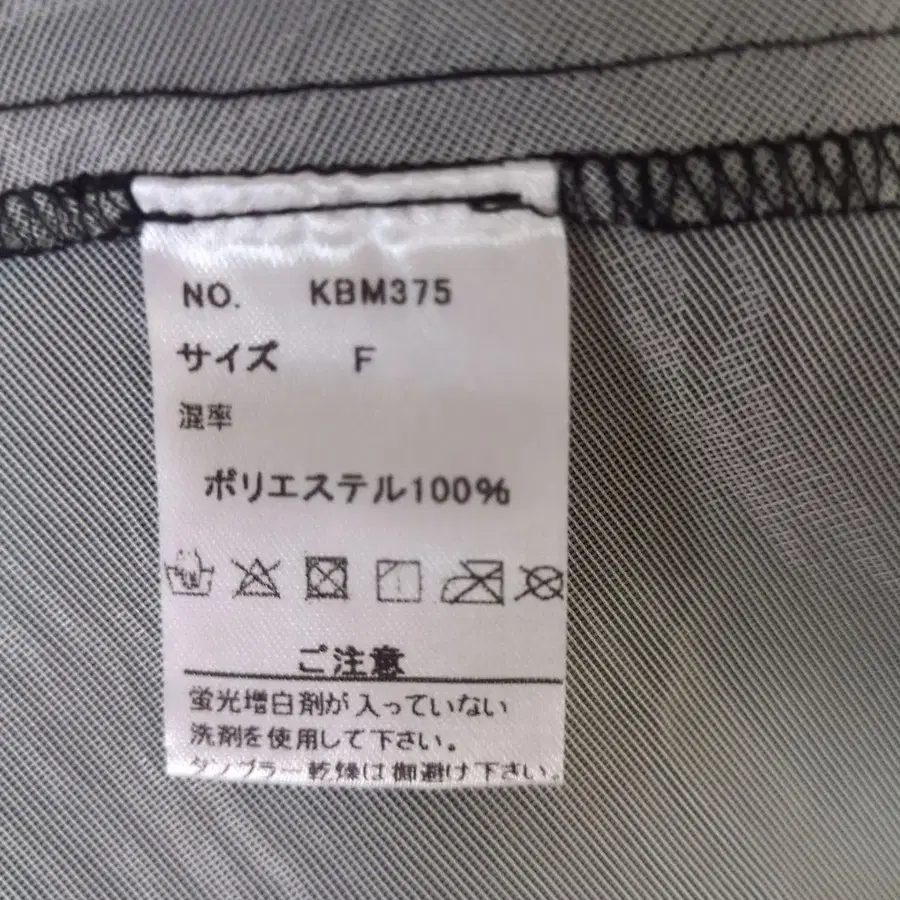 NO. KBM375
サイズ F
混率
ポリエステル100%
ご注意
蛍光増白剤が入っていない
洗剤を使用して下さい。
タンブラー乾燥は御避け下さい。